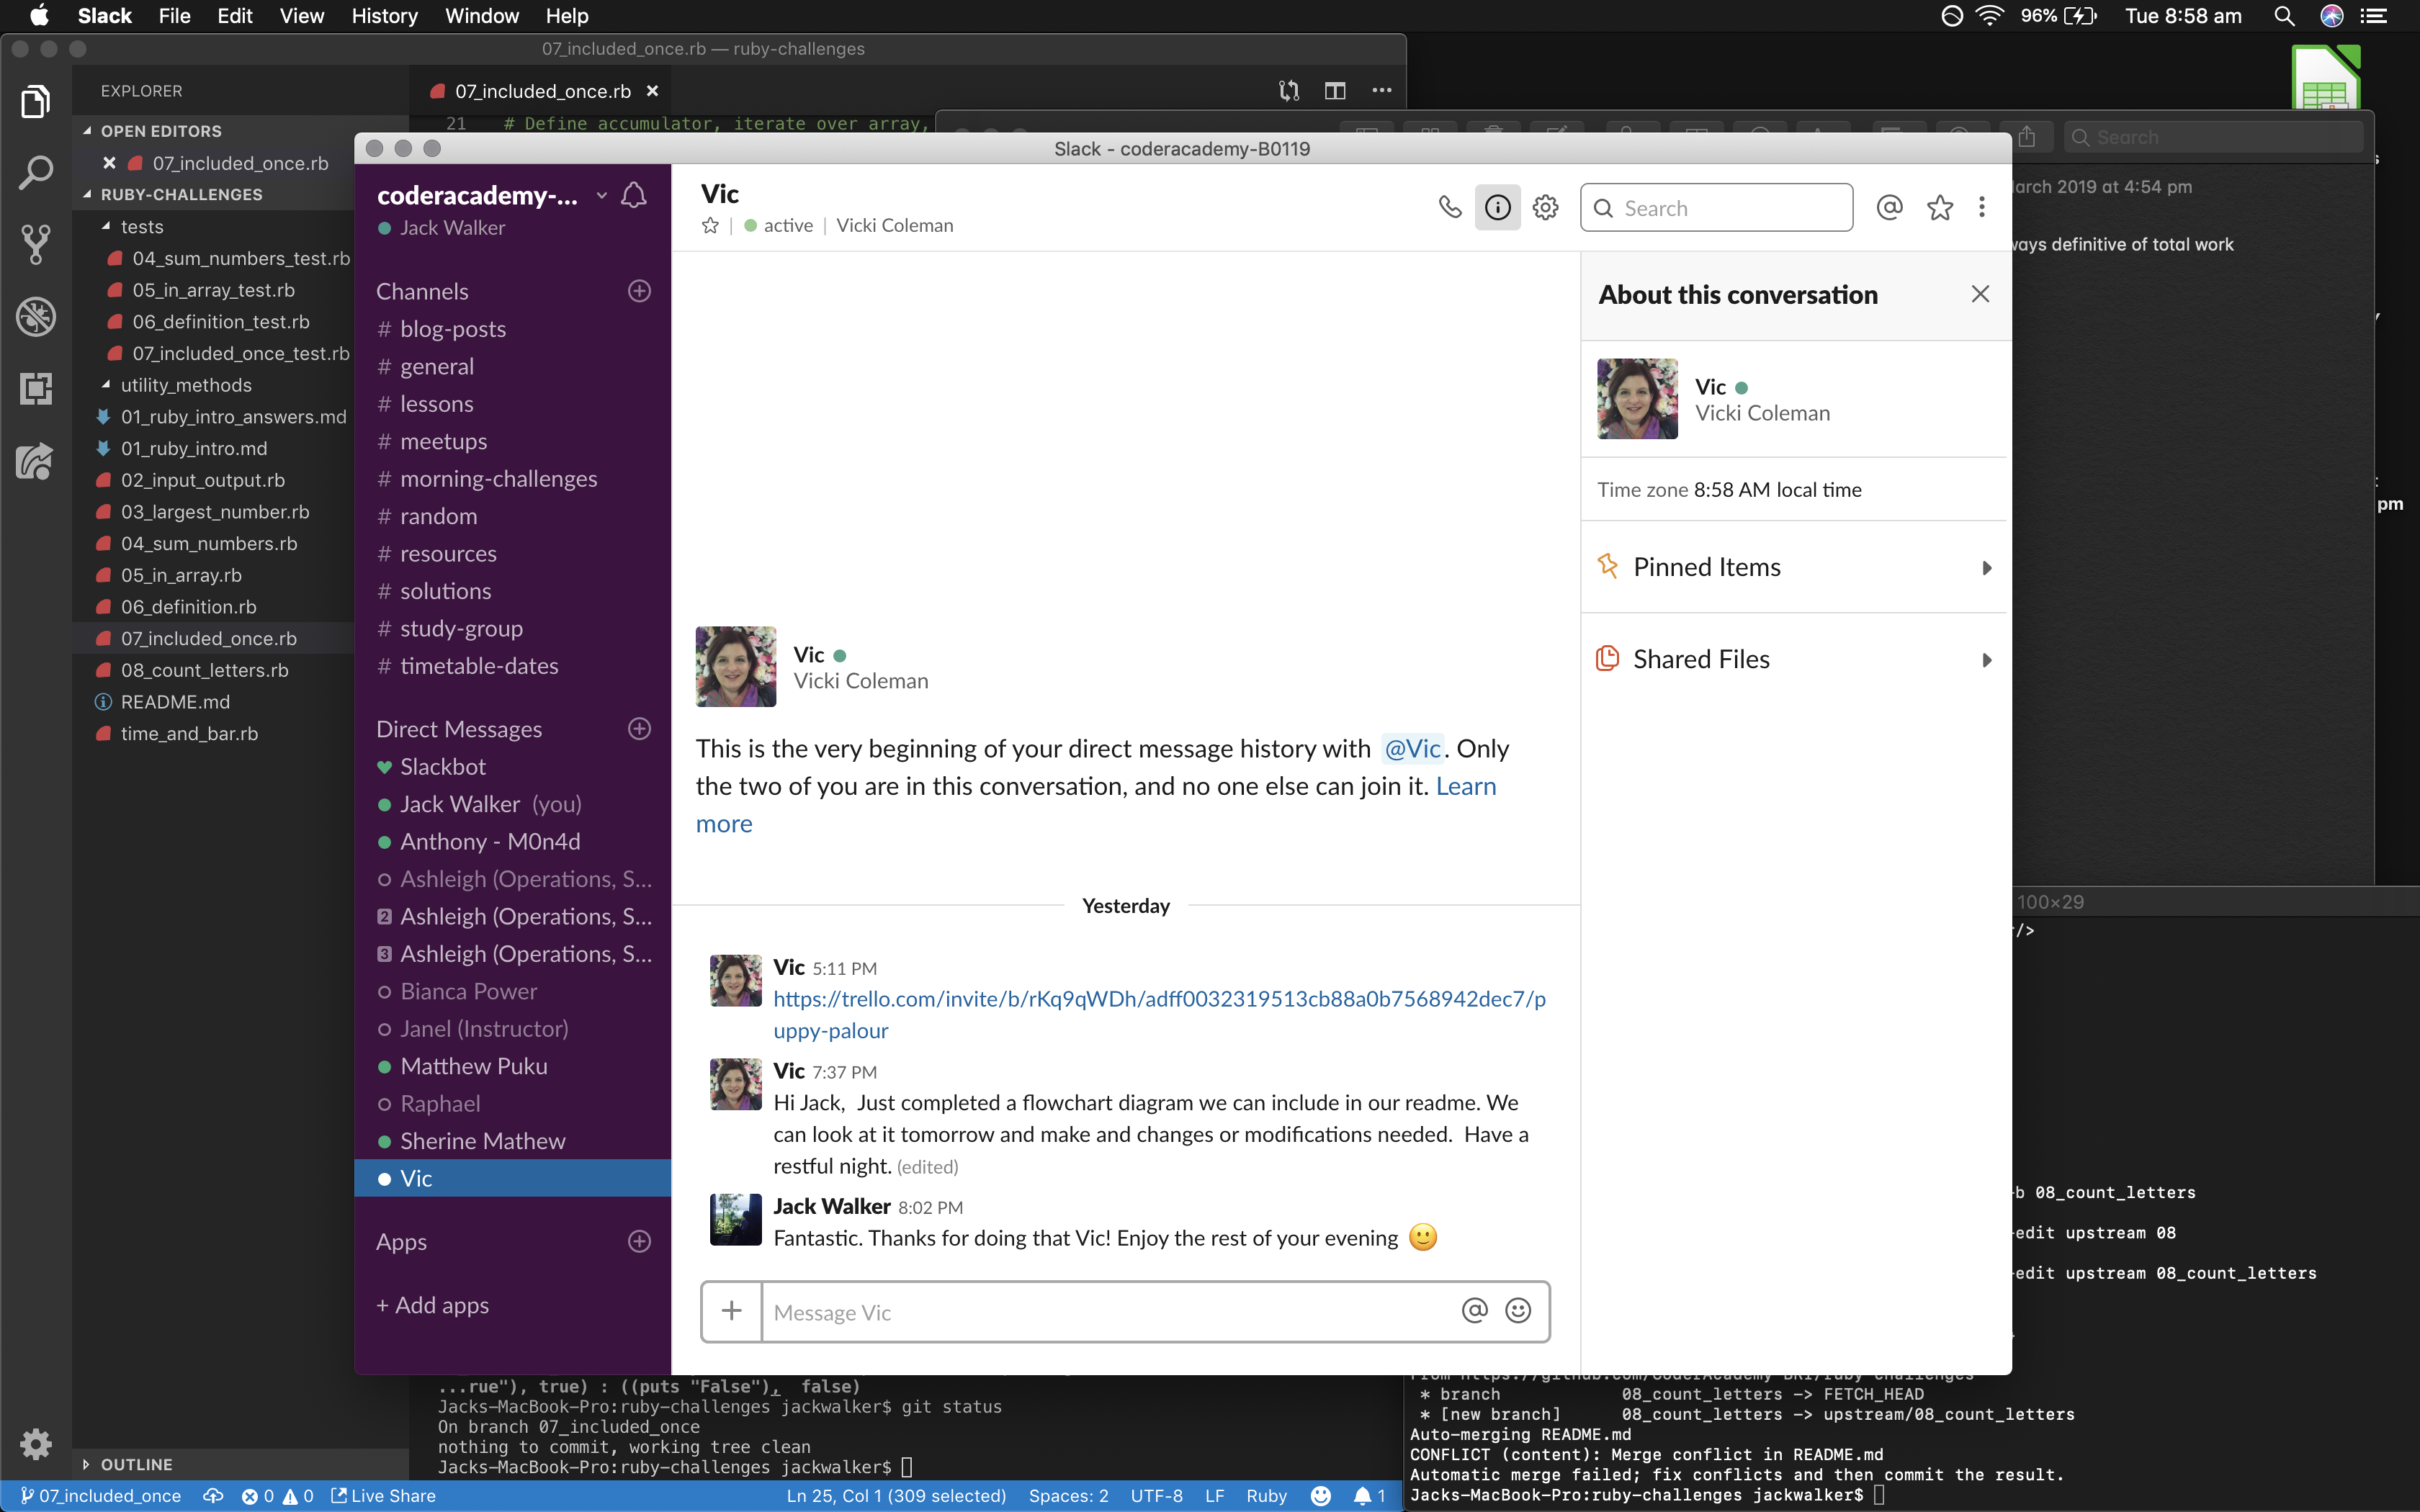 Slack File Edit View History Window Help
96% Tue 8:58 am
07_included_once.rb — ruby-challenges
EXPLORER
07_included_once.rb
OPEN EDITORS
07_included_once.rb
RUBY-CHALLENGES
tests
04_sum_numbers_test.rb
05_in_array_test.rb
06_definition_test.rb
07_included_once_test.rb
utility_methods
01_ruby_intro_answers.md
01_ruby_intro.md
02_input_output.rb
03_largest_number.rb
04_sum_numbers.rb
05_in_array.rb
06_definition.rb
07_included_once.rb
08_count_letters.rb
README.md
time_and_bar.rb
OUTLINE
21 # Define accumulator, iterate over array,
Slack - coderacademy-B0119
coderacademy-...
Jack Walker
Channels
# blog-posts
# general
# lessons
# meetups
# morning-challenges
# random
# resources
# solutions
# study-group
# timetable-dates
Direct Messages
Slackbot
Jack Walker (you)
Anthony - M0n4d
Ashleigh (Operations, S...
2 Ashleigh (Operations, S...
3 Ashleigh (Operations, S...
Bianca Power
Janel (Instructor)
Matthew Puku
Raphael
Sherine Mathew
Vic
Apps
+ Add apps
Vic
active | Vicki Coleman
Search
Vic
Vicki Coleman
This is the very beginning of your direct message history with @Vic. Only
the two of you are in this conversation, and no one else can join it. Learn
more
Yesterday
Vic 5:11 PM
https://trello.com/invite/b/rKq9qWDh/adff0032319513cb88a0b7568942dec7/p
uppy-palour
Vic 7:37 PM
Hi Jack, Just completed a flowchart diagram we can include in our readme. We
can look at it tomorrow and make and changes or modifications needed. Have a
restful night. (edited)
Jack Walker 8:02 PM
Fantastic. Thanks for doing that Vic! Enjoy the rest of your evening
Message Vic
About this conversation
Vic
Vicki Coleman
Time zone 8:58 AM local time
Pinned Items
Shared Files
Search
arch 2019 at 4:54 pm
ways definitive of total work
pm
100×29
/>
b 08_count_letters
edit upstream 08
edit upstream 08_count_letters
...rue"), true) : ((puts "False"), false)
Jacks-MacBook-Pro:ruby-challenges jackwalker$ git status
On branch 07_included_once
nothing to commit, working tree clean
Jacks-MacBook-Pro:ruby-challenges jackwalker$
* branch 08_count_letters -> FETCH_HEAD
* [new branch] 08_count_letters -> upstream/08_count_letters
Auto-merging README.md
CONFLICT (content): Merge conflict in README.md
Automatic merge failed; fix conflicts and then commit the result.
Jacks-MacBook-Pro:ruby-challenges jackwalker$
07_included_once 0 0 Live Share
Ln 25, Col 1 (309 selected) Spaces: 2 UTF-8 LF Ruby 1